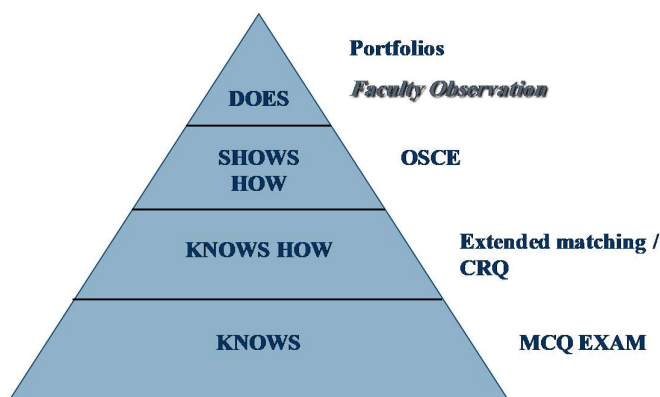 Portfolios
Faculty Observation
DOES
SHOWS
HOW
OSCE
KNOWS HOW
Extended matching /
CRQ
KNOWS
MCQ EXAM